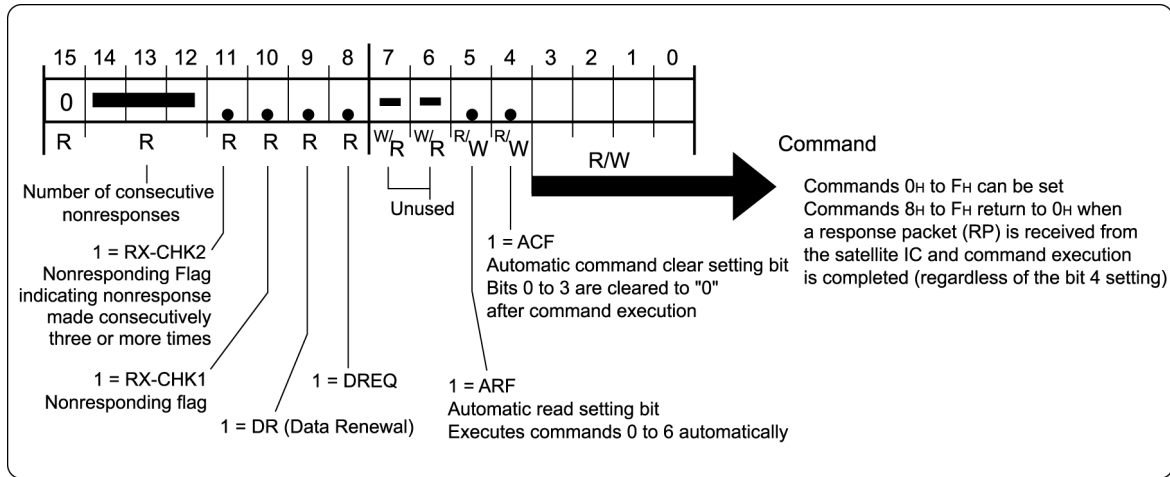 15 14 13 12 11 10 9 8 7 6 5 4 3 2 1 0
0
R R R R R R W/R W/R R/W R/W R/W
Number of consecutive
nonresponses
Unused
1 = RX-CHK2
Nonresponding Flag
indicating nonresponse
made consecutively
three or more times
1 = RX-CHK1
Nonresponding flag
1 = DR (Data Renewal)
1 = DREQ
1 = ARF
Automatic read setting bit
Executes commands 0 to 6 automatically
1 = ACF
Automatic command clear setting bit
Bits 0 to 3 are cleared to "0"
after command execution
Command
Commands 0H to FH can be set
Commands 8H to FH return to 0H when
a response packet (RP) is received from
the satellite IC and command execution
is completed (regardless of the bit 4 setting)